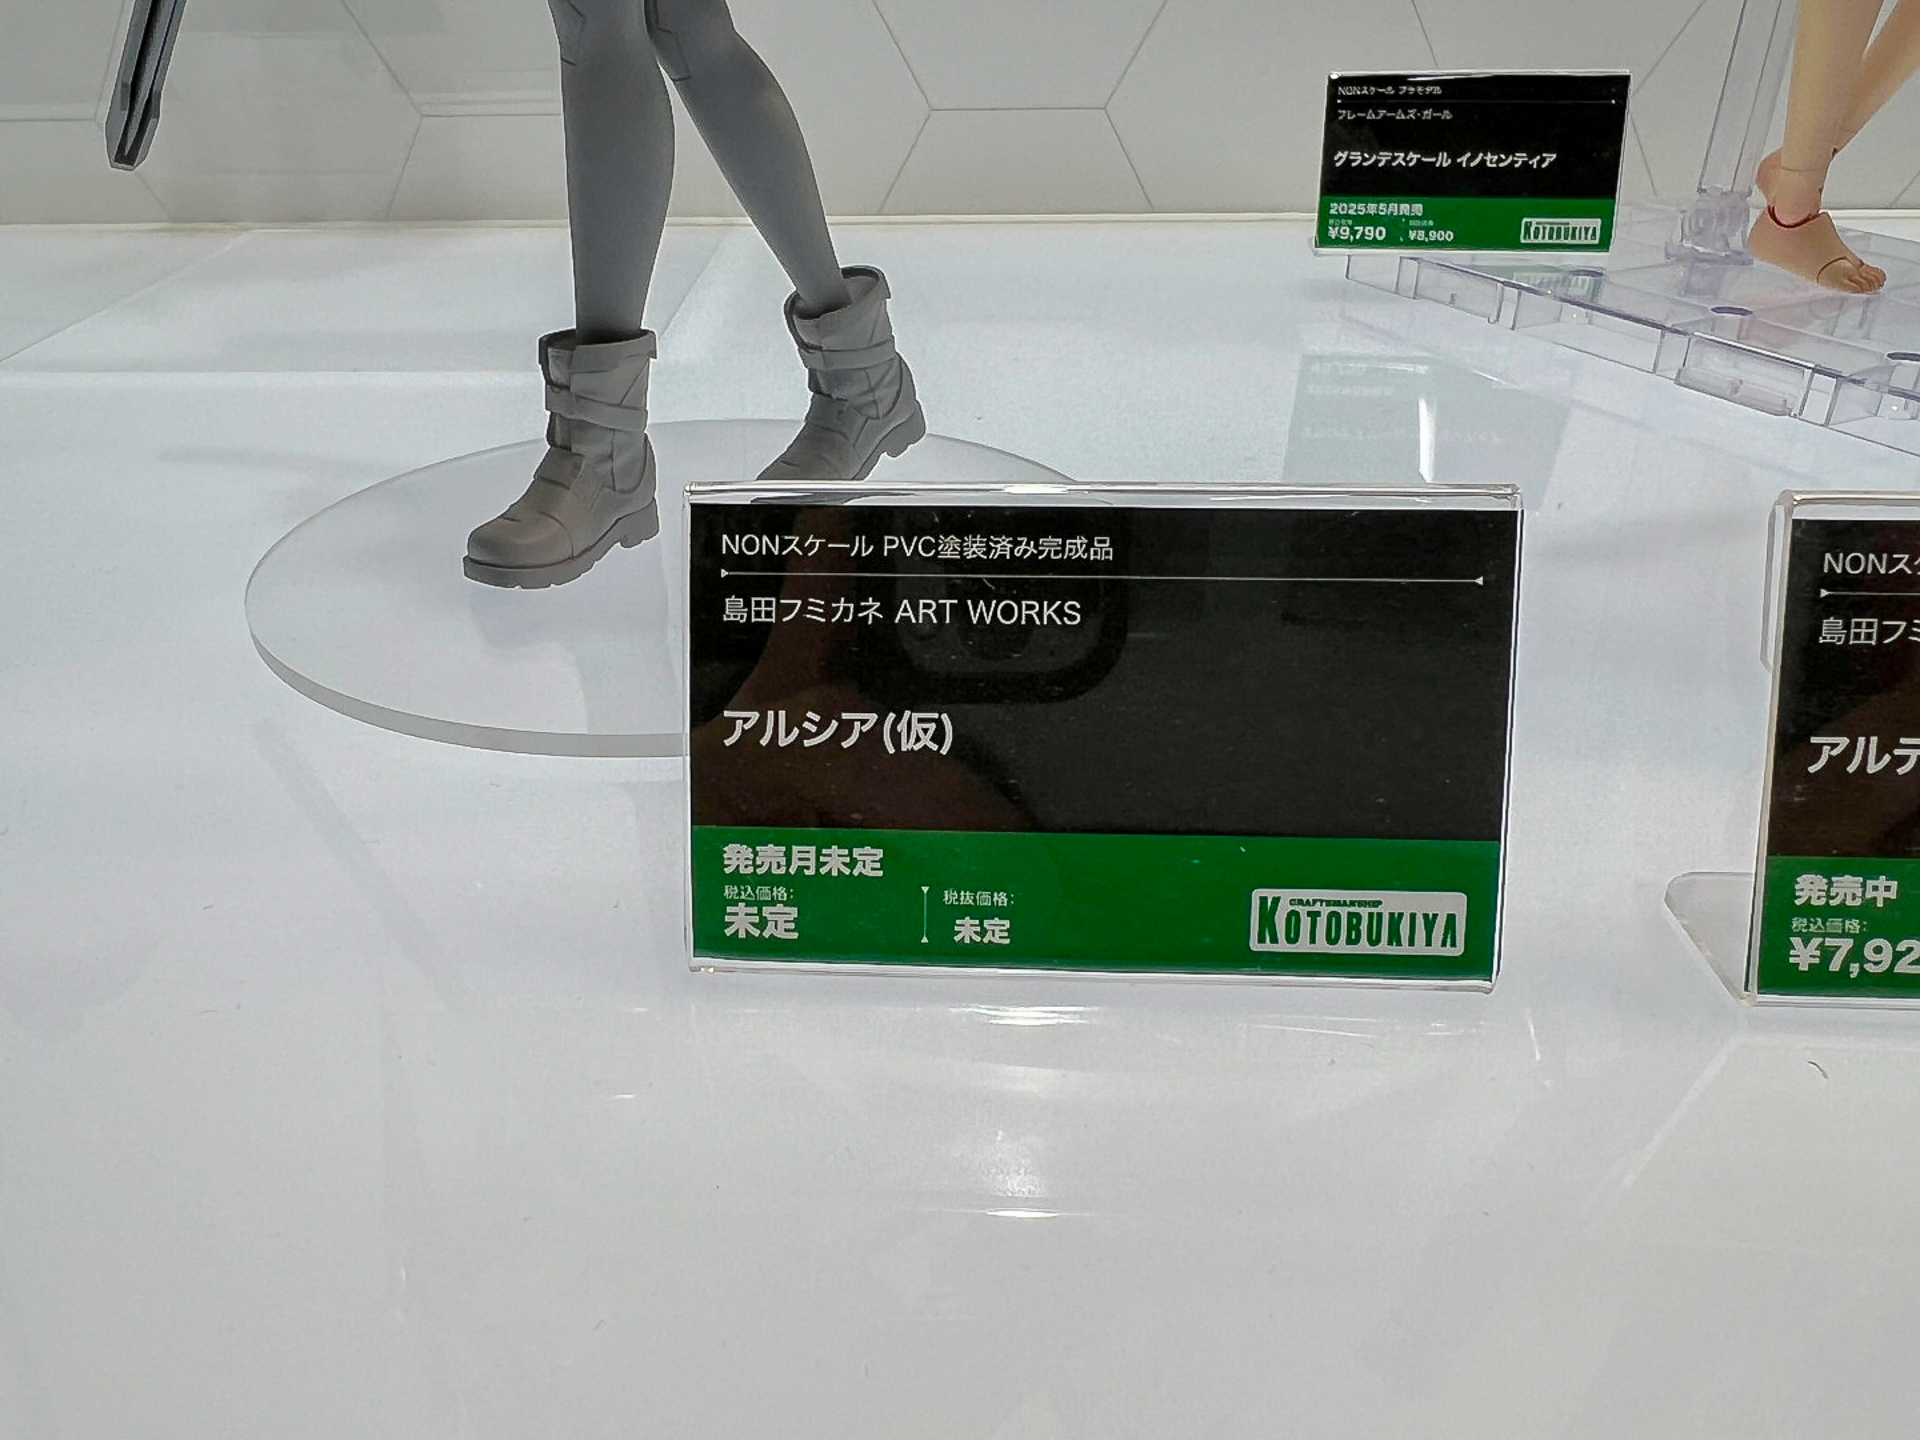 NONスケール プラモデル
フレームアームズ・ガール
グランデスケール イノセンティア
2025年5月発売
¥9,790 ¥8,900
KOTOBUKIYA
NONスケール PVC塗装済み完成品
島田フミカネ ART WORKS
アルシア(仮)
発売月未定
税込価格: 税抜価格:
未定 未定
CRAFTSMANSHIP
KOTOBUKIYA
NONス
島田フミ
アルテ
発売中
税込価格:
¥7,92